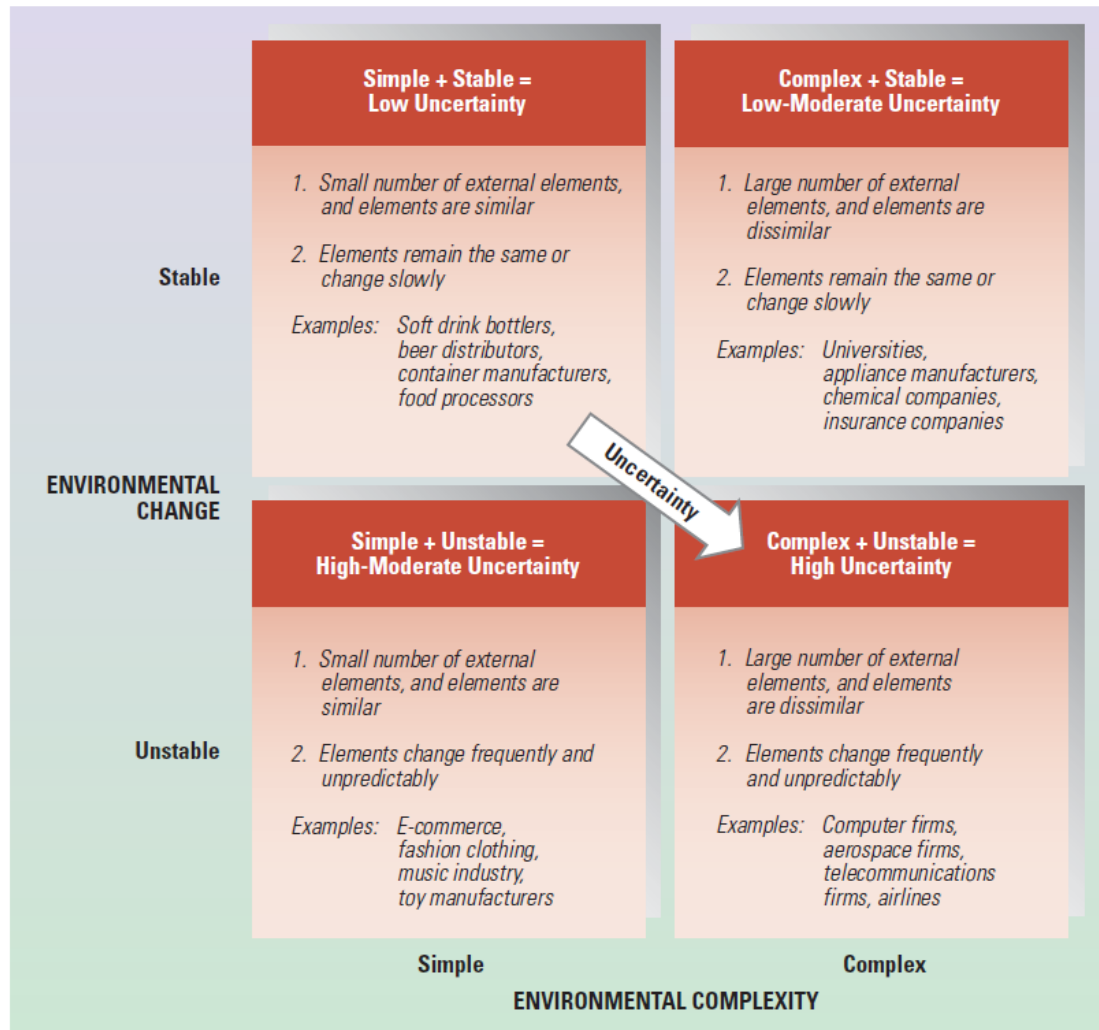 Simple + Stable =
Low Uncertainty
1. Small number of external elements,
and elements are similar
2. Elements remain the same or
change slowly
Examples: Soft drink bottlers,
beer distributors,
container manufacturers,
food processors
Complex + Stable =
Low-Moderate Uncertainty
1. Large number of external
elements, and elements are
dissimilar
2. Elements remain the same or
change slowly
Examples: Universities,
appliance manufacturers,
chemical companies,
insurance companies
Stable
Uncertainty
ENVIRONMENTAL
CHANGE
Simple + Unstable =
High-Moderate Uncertainty
1. Small number of external
elements, and elements are
similar
2. Elements change frequently and
unpredictably
Examples: E-commerce,
fashion clothing,
music industry,
toy manufacturers
Complex + Unstable =
High Uncertainty
1. Large number of external
elements, and elements
are dissimilar
2. Elements change frequently
and unpredictably
Examples: Computer firms,
aerospace firms,
telecommunications
firms, airlines
Unstable
Simple
Complex
ENVIRONMENTAL COMPLEXITY